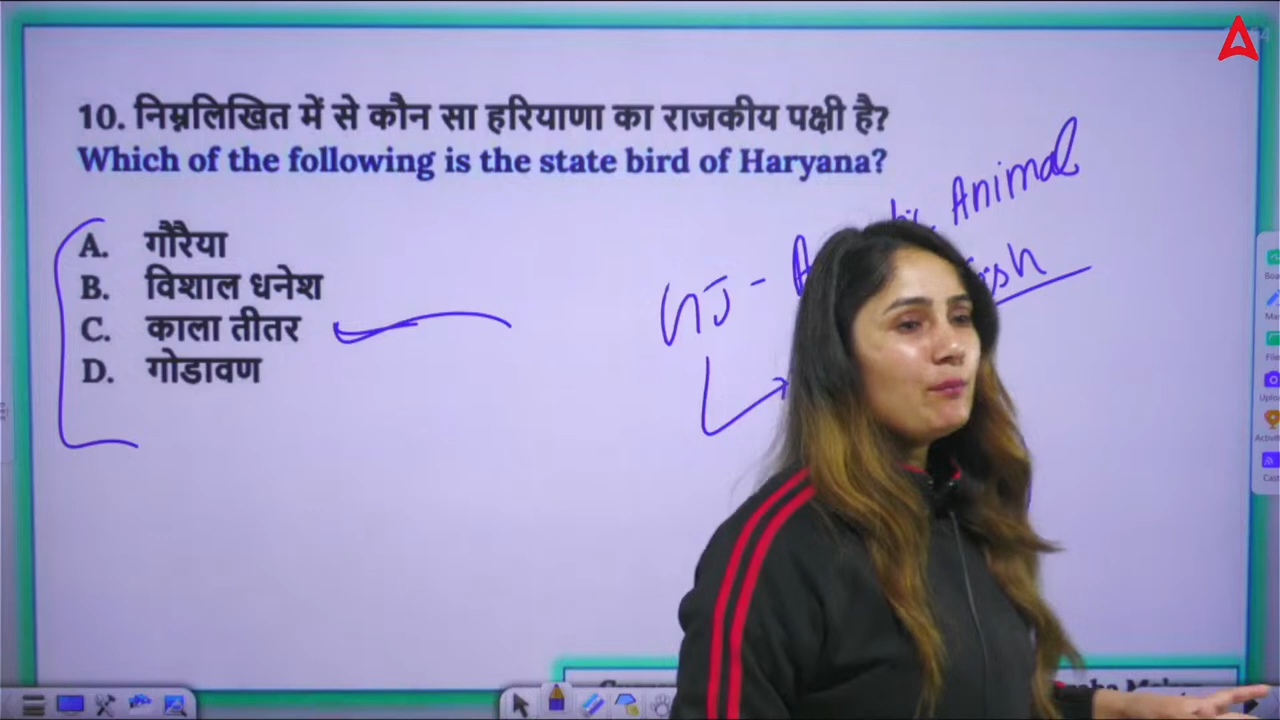 10. निम्नलिखित में से कौन सा हरियाणा का राजकीय पक्षी है?
Which of the following is the state bird of Haryana?
A. गौरैया
B. विशाल धनेश
C. काला तीतर
D. गोडावण
Animal
GJ -